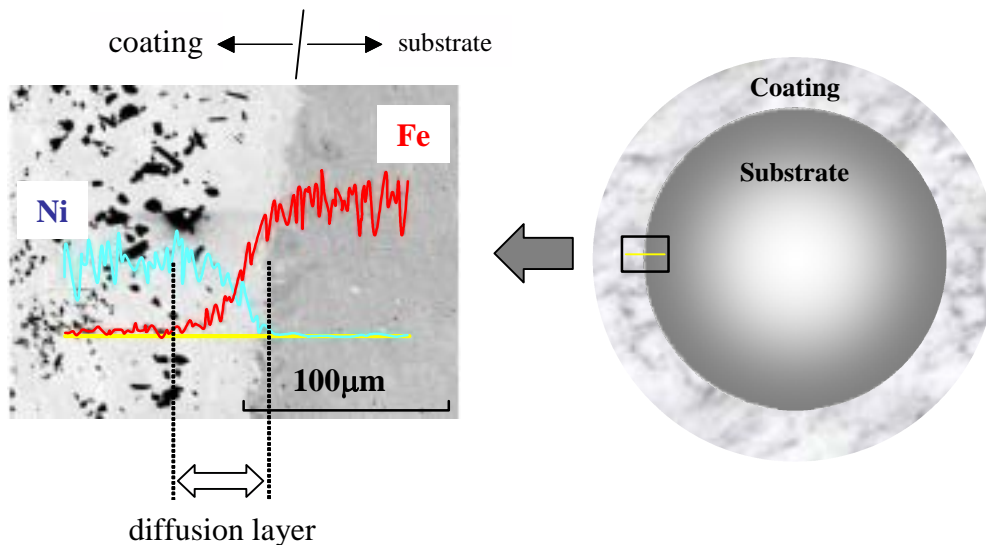 coating
substrate
Fe
Ni
100μm
diffusion layer
Coating
Substrate